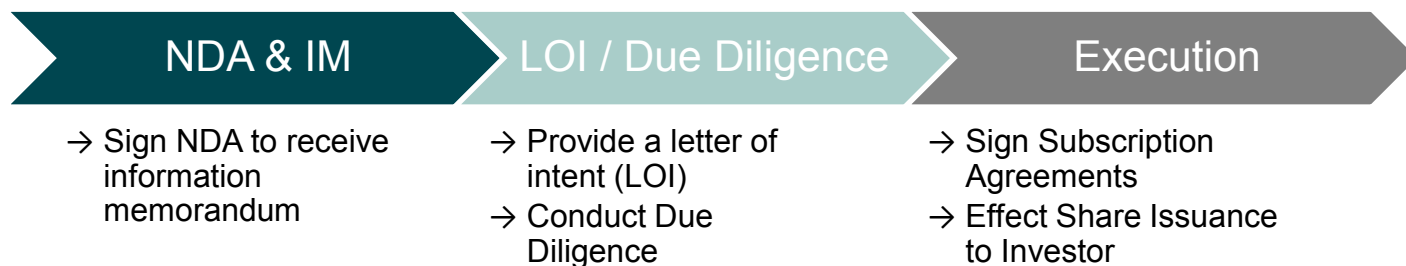 NDA & IM
LOI / Due Diligence
Execution
→ Sign NDA to receive
information
memorandum
→ Provide a letter of
intent (LOI)
→ Conduct Due
Diligence
→ Sign Subscription
Agreements
→ Effect Share Issuance
to Investor